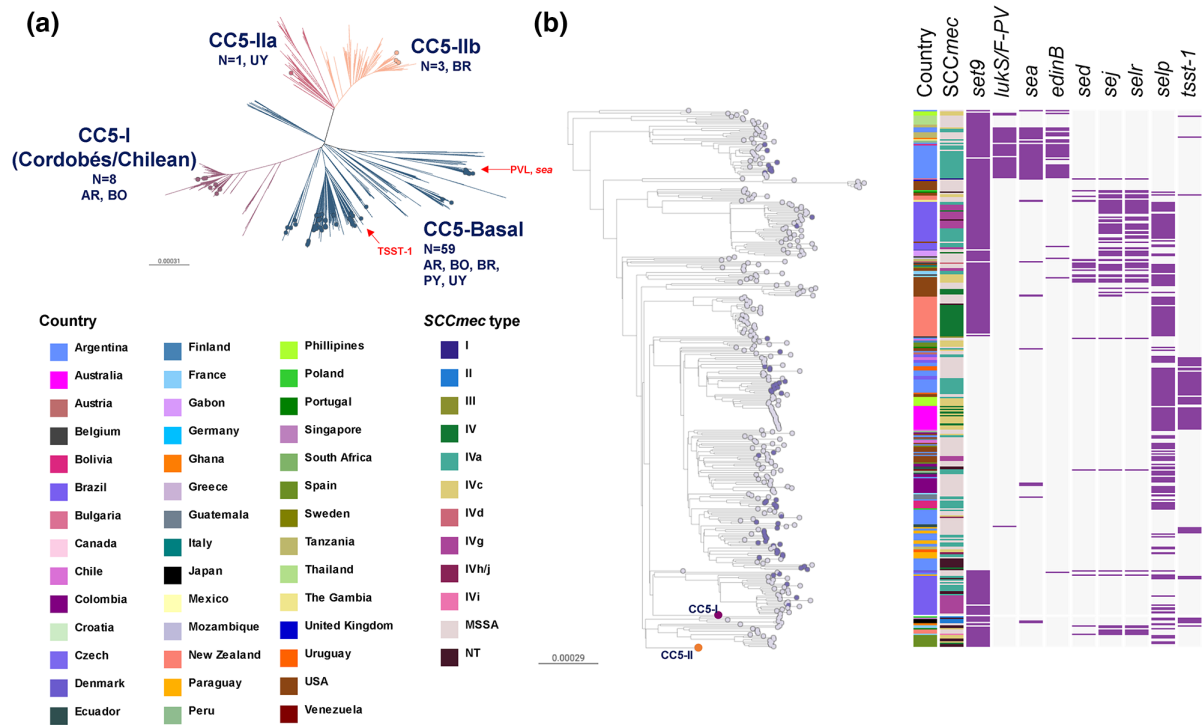 (a)
CC5-IIa
N=1, UY
CC5-IIb
N=3, BR
CC5-I
(Cordobés/Chilean)
N=8
AR, BO
PVL, sea
TSST-1
CC5-Basal
N=59
AR, BO, BR,
PY, UY
0.00031
Country
Argentina
Australia
Austria
Belgium
Bolivia
Brazil
Bulgaria
Canada
Chile
Colombia
Croatia
Czech
Denmark
Ecuador
Finland
France
Gabon
Germany
Ghana
Greece
Guatemala
Italy
Japan
Mexico
Mozambique
New Zealand
Paraguay
Peru
Phillipines
Poland
Portugal
Singapore
South Africa
Spain
Sweden
Tanzania
Thailand
The Gambia
United Kingdom
Uruguay
USA
Venezuela
SCCmec type
I
II
III
IV
IVa
IVc
IVd
IVg
IVh/j
IVi
MSSA
NT
(b)
CC5-I
CC5-II
0.00029
Country
SCCmec
set9
lukS/F-PV
sea
edinB
sed
sej
selr
selp
tsst-1